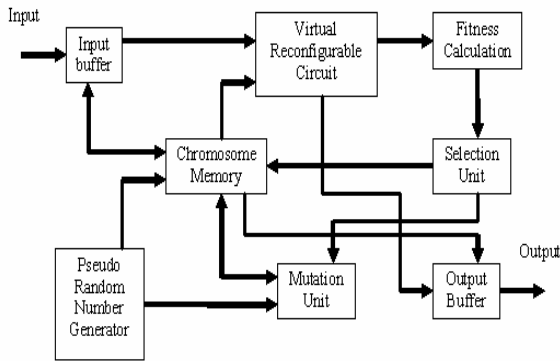 Input
Input
buffer
Virtual
Reconfigurable
Circuit
Fitness
Calculation
Chromosome
Memory
Selection
Unit
Pseudo
Random
Number
Generator
Mutation
Unit
Output
Buffer
Output